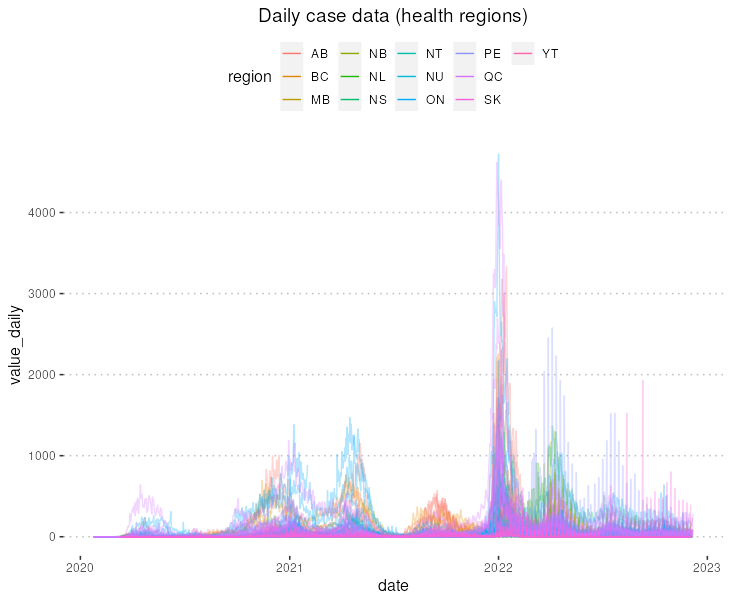 Daily case data (health regions)
region
AB NB NT PE YT
BC NL NU QC
MB NS ON SK
value_daily
4000
3000
2000
1000
0
2020 2021 2022 2023
date